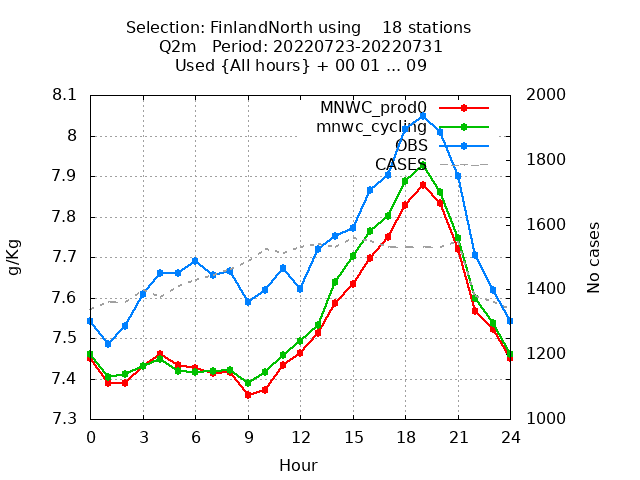 Selection: FinlandNorth using    18 stations
Q2m   Period: 20220723-20220731
Used {All hours} + 00 01 ... 09
MNWC_prod0
mnwc_cycling
OBS
CASES
8.1
8
7.9
7.8
7.7
7.6
7.5
7.4
7.3
g/Kg
2000
1800
1600
1400
1200
1000
No cases
0 3 6 9 12 15 18 21 24
Hour